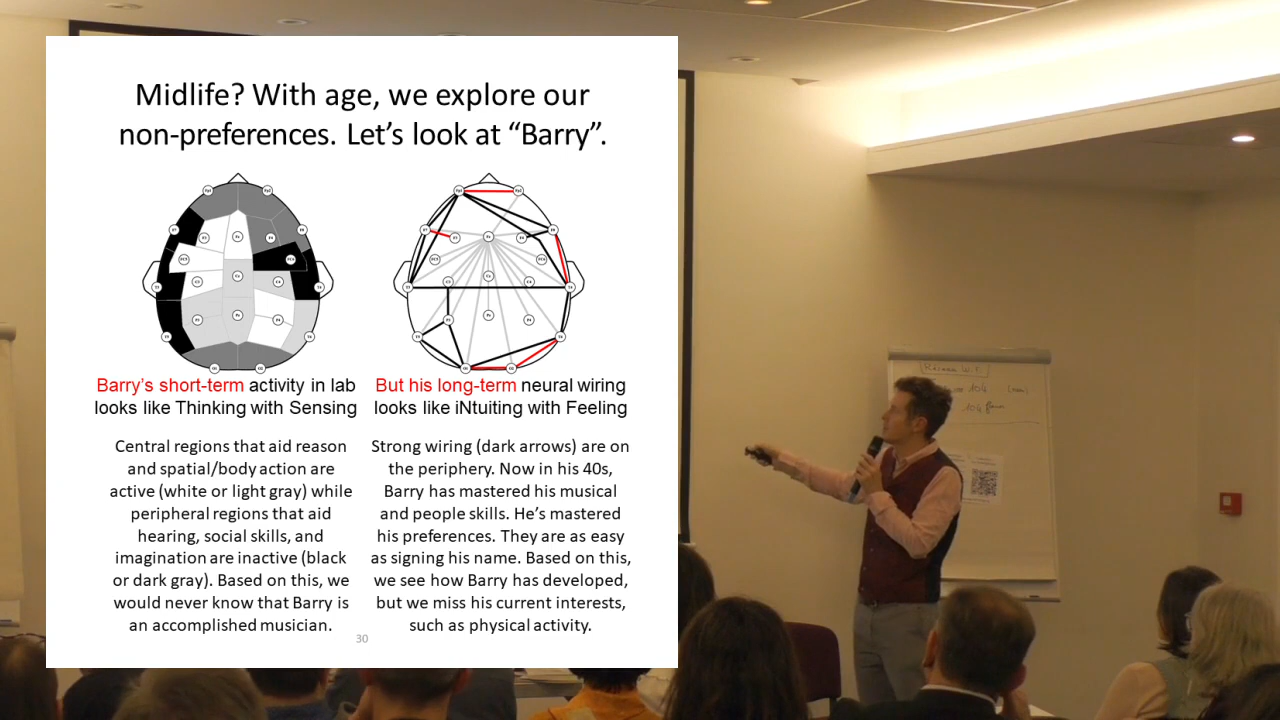 Midlife? With age, we explore our
non-preferences. Let's look at “Barry”.
Barry's short-term activity in lab
looks like Thinking with Sensing
Central regions that aid reason
and spatial/body action are
active (white or light gray) while
peripheral regions that aid
hearing, social skills, and
imagination are inactive (black
or dark gray). Based on this, we
would never know that Barry is
an accomplished musician.
But his long-term neural wiring
looks like iNtuiting with Feeling
Strong wiring (dark arrows) are on
the periphery. Now in his 40s,
Barry has mastered his musical
and people skills. He's mastered
his preferences. They are as easy
as signing his name. Based on this,
we see how Barry has developed,
but we miss his current interests,
such as physical activity.
30
104